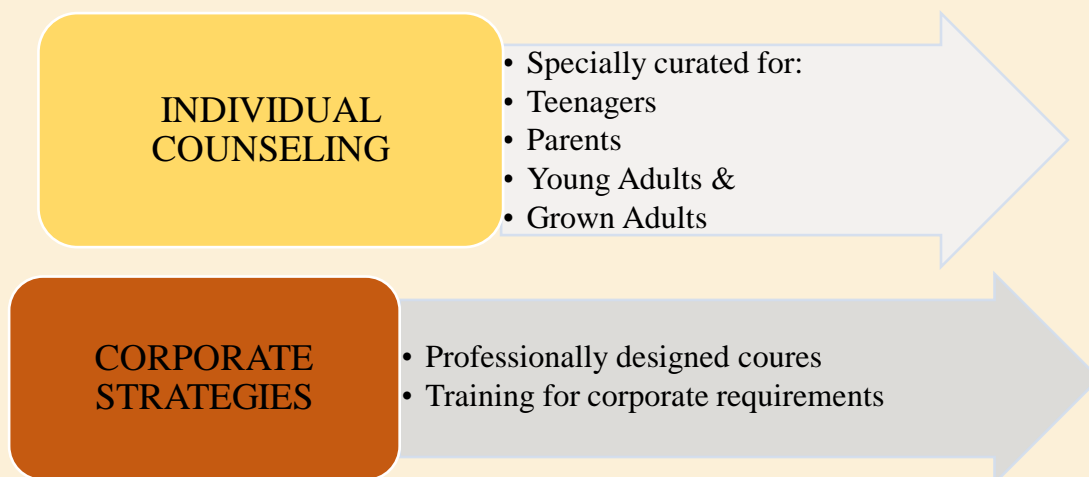 INDIVIDUAL
COUNSELING
• Specially curated for:
• Teenagers
• Parents
• Young Adults &
• Grown Adults
CORPORATE
STRATEGIES
• Professionally designed coures
• Training for corporate requirements